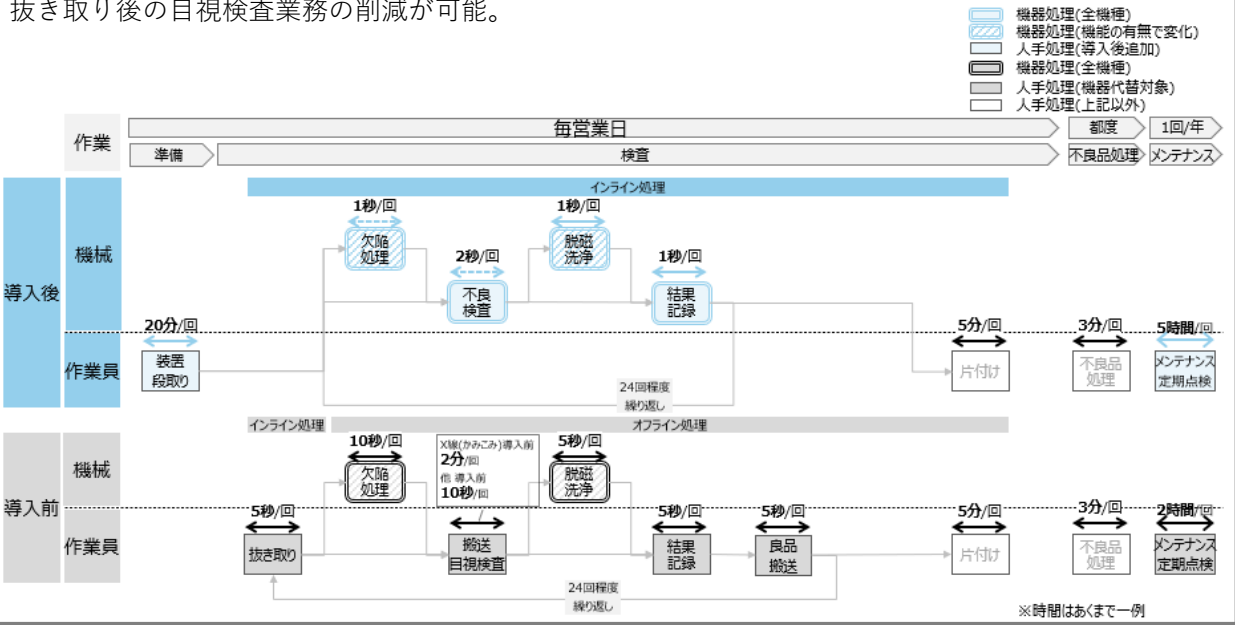 抜き取り後の目視検査業務の削減が可能。
機器処理(全機種)
機器処理(機能の有無で変化)
人手処理(導入後追加)
機器処理(全機種)
人手処理(機器代替対象)
人手処理(上記以外)
作業
毎営業日
都度
1回/年
準備
検査
不良品処理
メンテナンス
インライン処理
導入後
機械
1秒/回
欠陥
処理
2秒/回
不良
検査
1秒/回
脱磁
洗浄
1秒/回
結果
記録
作業員
20分/回
装置
段取り
24回程度
繰り返し
5分/回
片付け
3分/回
不良品
処理
5時間/回
メンテナンス
定期点検
インライン処理
オフライン処理
導入前
機械
10秒/回
欠陥
処理
X線(かみこみ)導入前
2分/回
他 導入前
10秒/回
5秒/回
脱磁
洗浄
作業員
5秒/回
抜き取り
搬送
目視検査
5秒/回
結果
記録
5秒/回
良品
搬送
5分/回
片付け
3分/回
不良品
処理
2時間/回
メンテナンス
定期点検
24回程度
繰り返し
※時間はあくまで一例